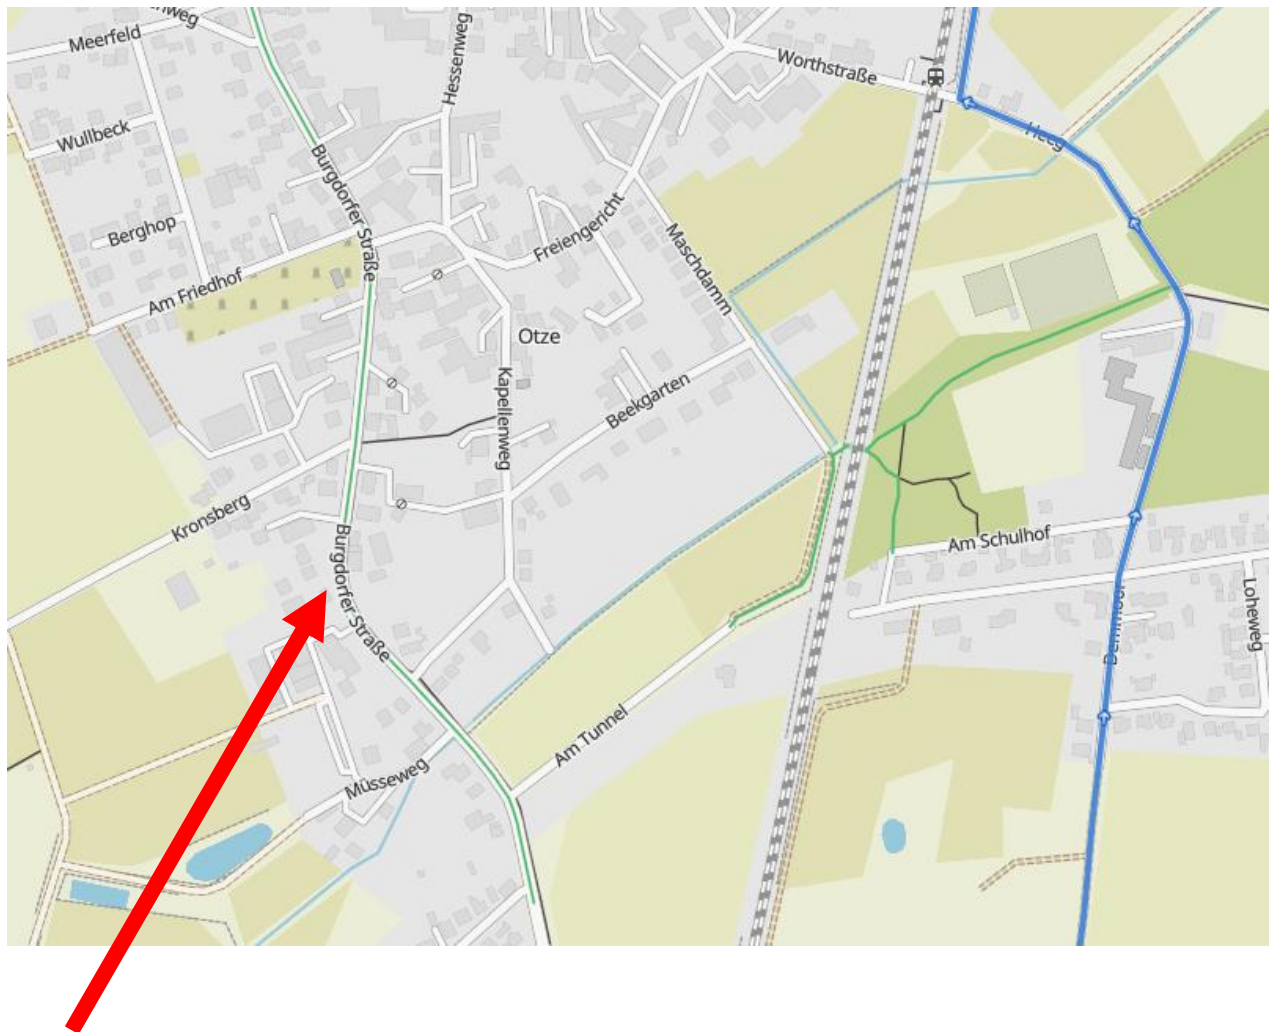 Meerfeld
Hessenweg
Worthstraße
Wullbeck
Heeg
Burgdorfer Straße
Berghop
Freiengericht
Maschdamm
Am Friedhof
Otze
Kapellenweg
Beekgarten
Kronsberg
Burgdorfer Straße
Am Schulhof
Loheweg
Am Tunnel
Müsseweg